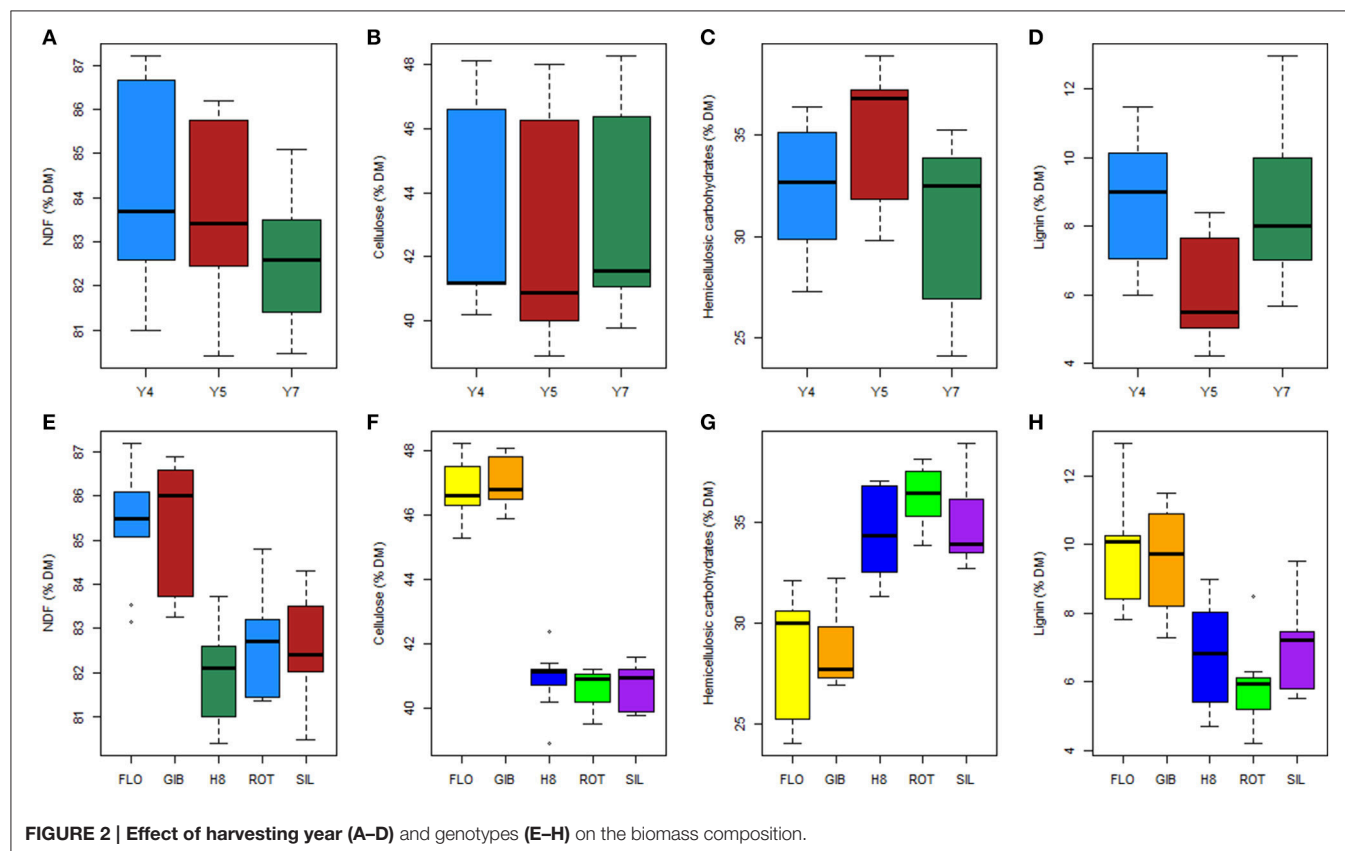 A
NDF (% DM)
87
86
85
84
83
82
81
Y4 Y5 Y7
B
Cellulose (% DM)
48
46
44
42
40
Y4 Y5 Y7
C
Hemicellulosic carbohydrates (% DM)
35
30
25
Y4 Y5 Y7
D
Lignin (% DM)
12
10
8
6
4
Y4 Y5 Y7
E
NDF (% DM)
87
86
85
84
83
82
81
FLO GIB H8 ROT SIL
F
Cellulose (% DM)
48
46
44
42
40
FLO GIB H8 ROT SIL
G
Hemicellulosic carbohydrates (% DM)
35
30
25
FLO GIB H8 ROT SIL
H
Lignin (% DM)
12
10
8
6
4
FLO GIB H8 ROT SIL
FIGURE 2 | Effect of harvesting year (A–D) and genotypes (E–H) on the biomass composition.